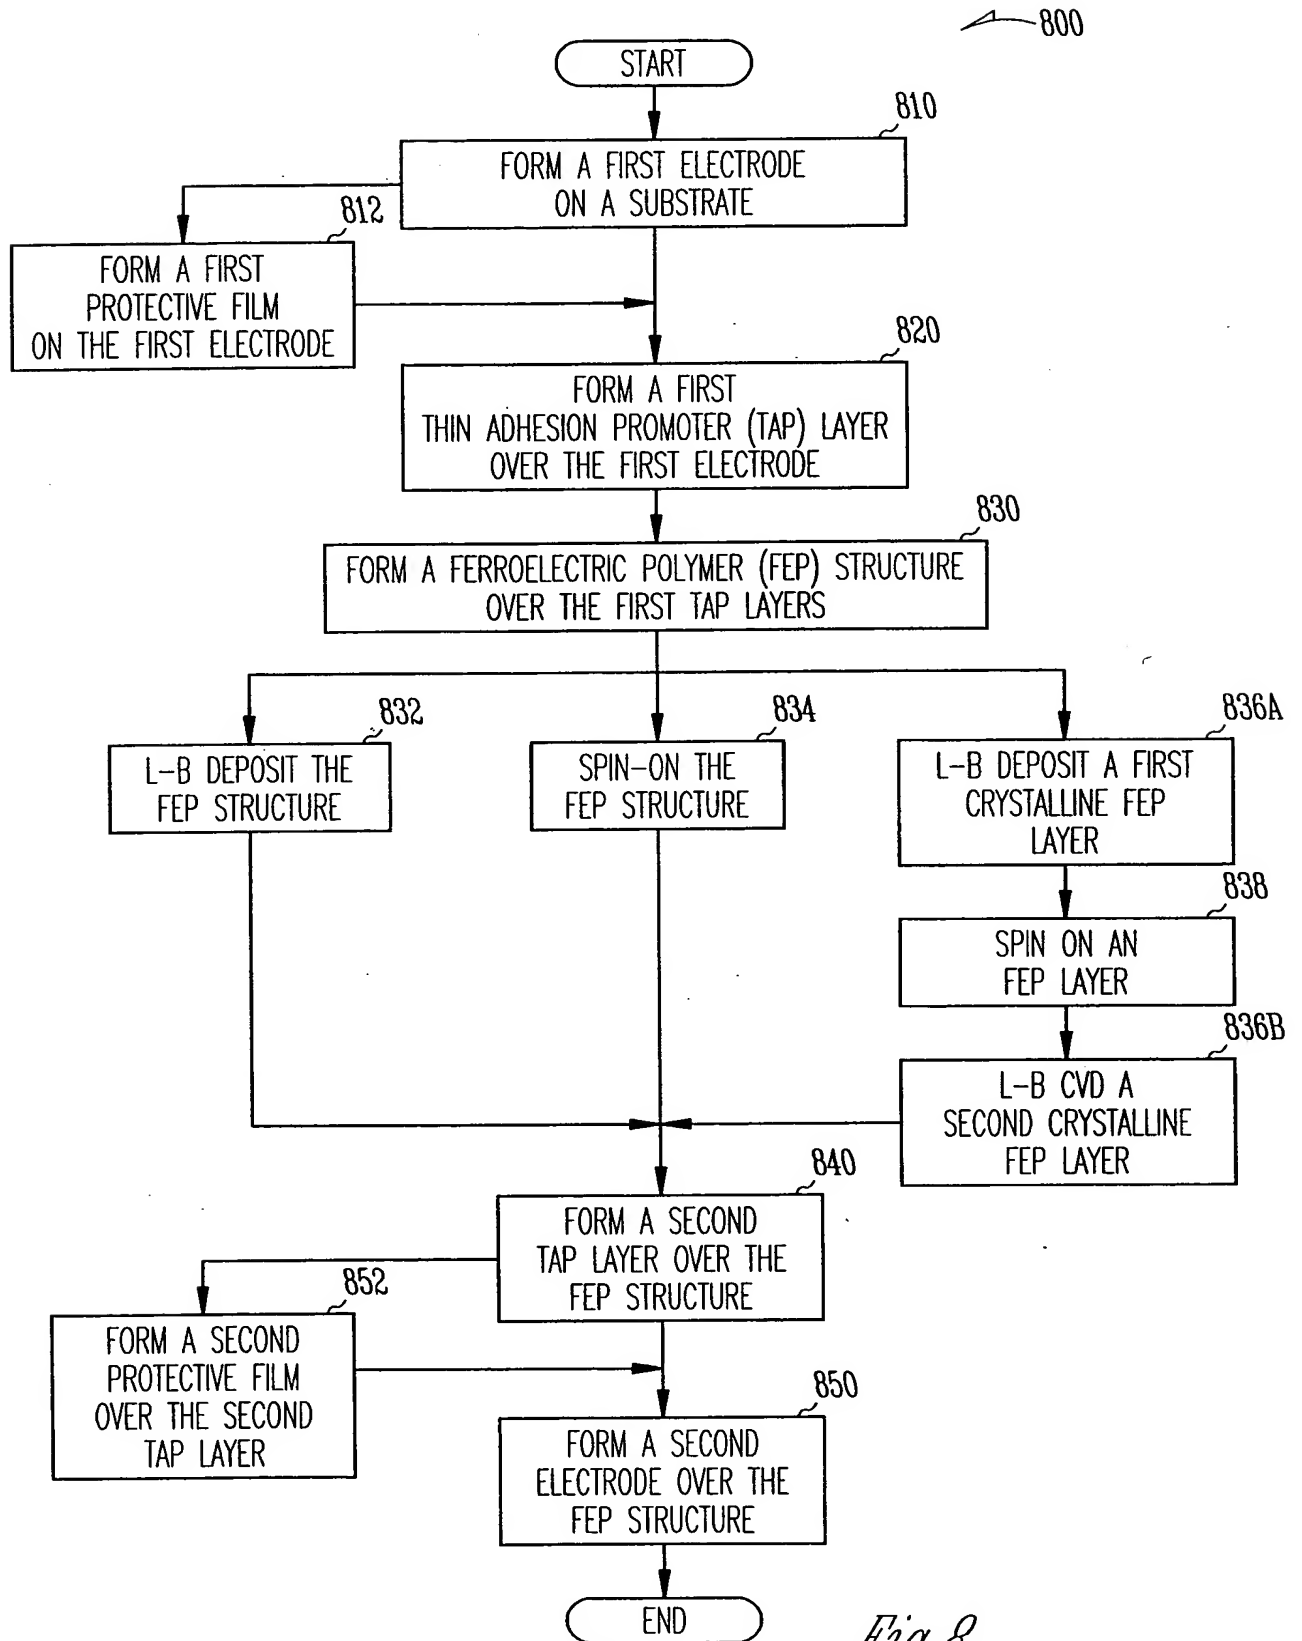 800
START
810
FORM A FIRST ELECTRODE
ON A SUBSTRATE
812
FORM A FIRST
PROTECTIVE FILM
ON THE FIRST ELECTRODE
820
FORM A FIRST
THIN ADHESION PROMOTER (TAP) LAYER
OVER THE FIRST ELECTRODE
830
FORM A FERROELECTRIC POLYMER (FEP) STRUCTURE
OVER THE FIRST TAP LAYERS
832
L-B DEPOSIT THE
FEP STRUCTURE
834
SPIN-ON THE
FEP STRUCTURE
836A
L-B DEPOSIT A FIRST
CRYSTALLINE FEP
LAYER
838
SPIN ON AN
FEP LAYER
836B
L-B CVD A
SECOND CRYSTALLINE
FEP LAYER
840
FORM A SECOND
TAP LAYER OVER THE
FEP STRUCTURE
852
FORM A SECOND
PROTECTIVE FILM
OVER THE SECOND
TAP LAYER
850
FORM A SECOND
ELECTRODE OVER THE
FEP STRUCTURE
END
Fig.8